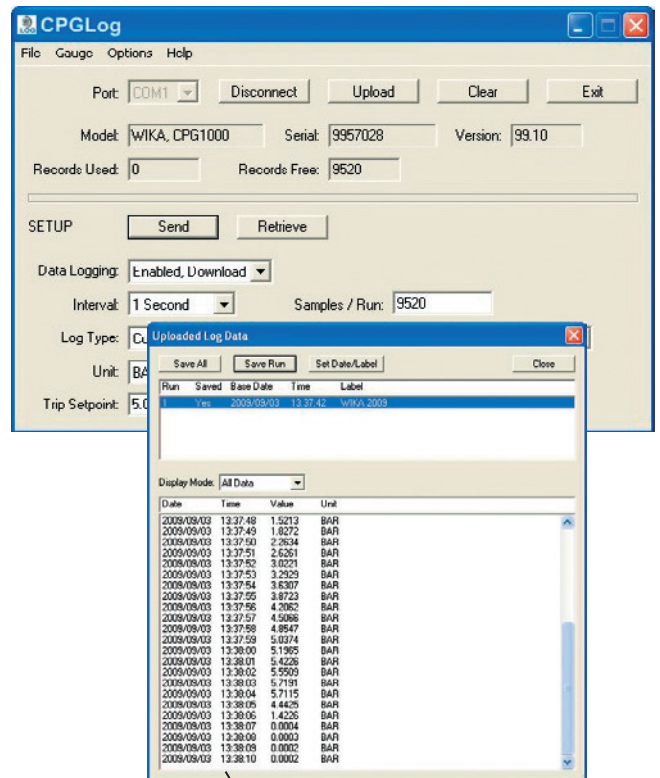 CPGLog
File Gauge Options Help
Port: COM1 Disconnect Upload Clear Exit
Model: WIKA, CPG1000 Serial: 9957028 Version: 99.10
Records Used: 0 Records Free: 9520
SETUP Send Retrieve
Data Logging: Enabled, Download
Interval: 1 Second Samples / Run: 9520
Log Type: Cu
Unit: BA
Trip Setpoint: 5.0
Uploaded Log Data
Save All Save Run Set Date/Label Close
Run Saved Base Date Time Label
1 Yes 2009/09/03 13:37:42 WIKA 2009
Display Mode: All Data
Date Time Value Unit
2009/09/03 13:37:48 1.5213 BAR
2009/09/03 13:37:49 1.8272 BAR
2009/09/03 13:37:50 2.2634 BAR
2009/09/03 13:37:51 2.6261 BAR
2009/09/03 13:37:52 3.0221 BAR
2009/09/03 13:37:53 3.2929 BAR
2009/09/03 13:37:54 3.6307 BAR
2009/09/03 13:37:55 3.8723 BAR
2009/09/03 13:37:56 4.2062 BAR
2009/09/03 13:37:57 4.5066 BAR
2009/09/03 13:37:58 4.8547 BAR
2009/09/03 13:37:59 5.0374 BAR
2009/09/03 13:38:00 5.1965 BAR
2009/09/03 13:38:01 5.4226 BAR
2009/09/03 13:38:02 5.5509 BAR
2009/09/03 13:38:03 5.7191 BAR
2009/09/03 13:38:04 5.7115 BAR
2009/09/03 13:38:05 4.4425 BAR
2009/09/03 13:38:06 1.4226 BAR
2009/09/03 13:38:07 0.0004 BAR
2009/09/03 13:38:08 0.0003 BAR
2009/09/03 13:38:09 0.0002 BAR
2009/09/03 13:38:10 0.0002 BAR